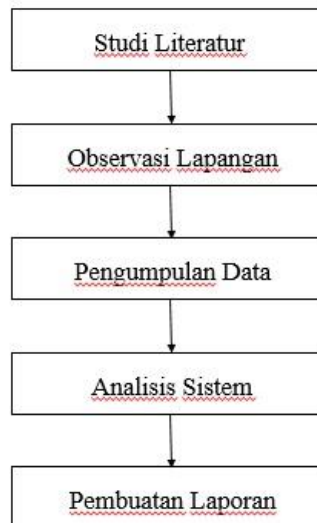 Studi Literatur
Observasi Lapangan
Pengumpulan Data
Analisis Sistem
Pembuatan Laporan